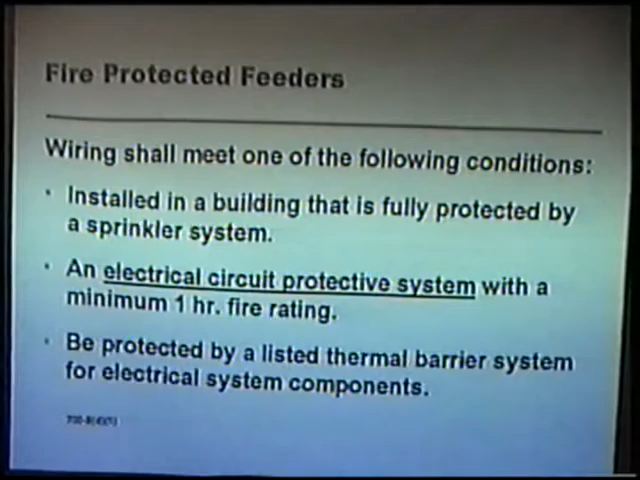 Fire Protected Feeders
Wiring shall meet one of the following conditions:
· Installed in a building that is fully protected by
a sprinkler system.
· An electrical circuit protective system with a
minimum 1 hr. fire rating.
· Be protected by a listed thermal barrier system
for electrical system components.